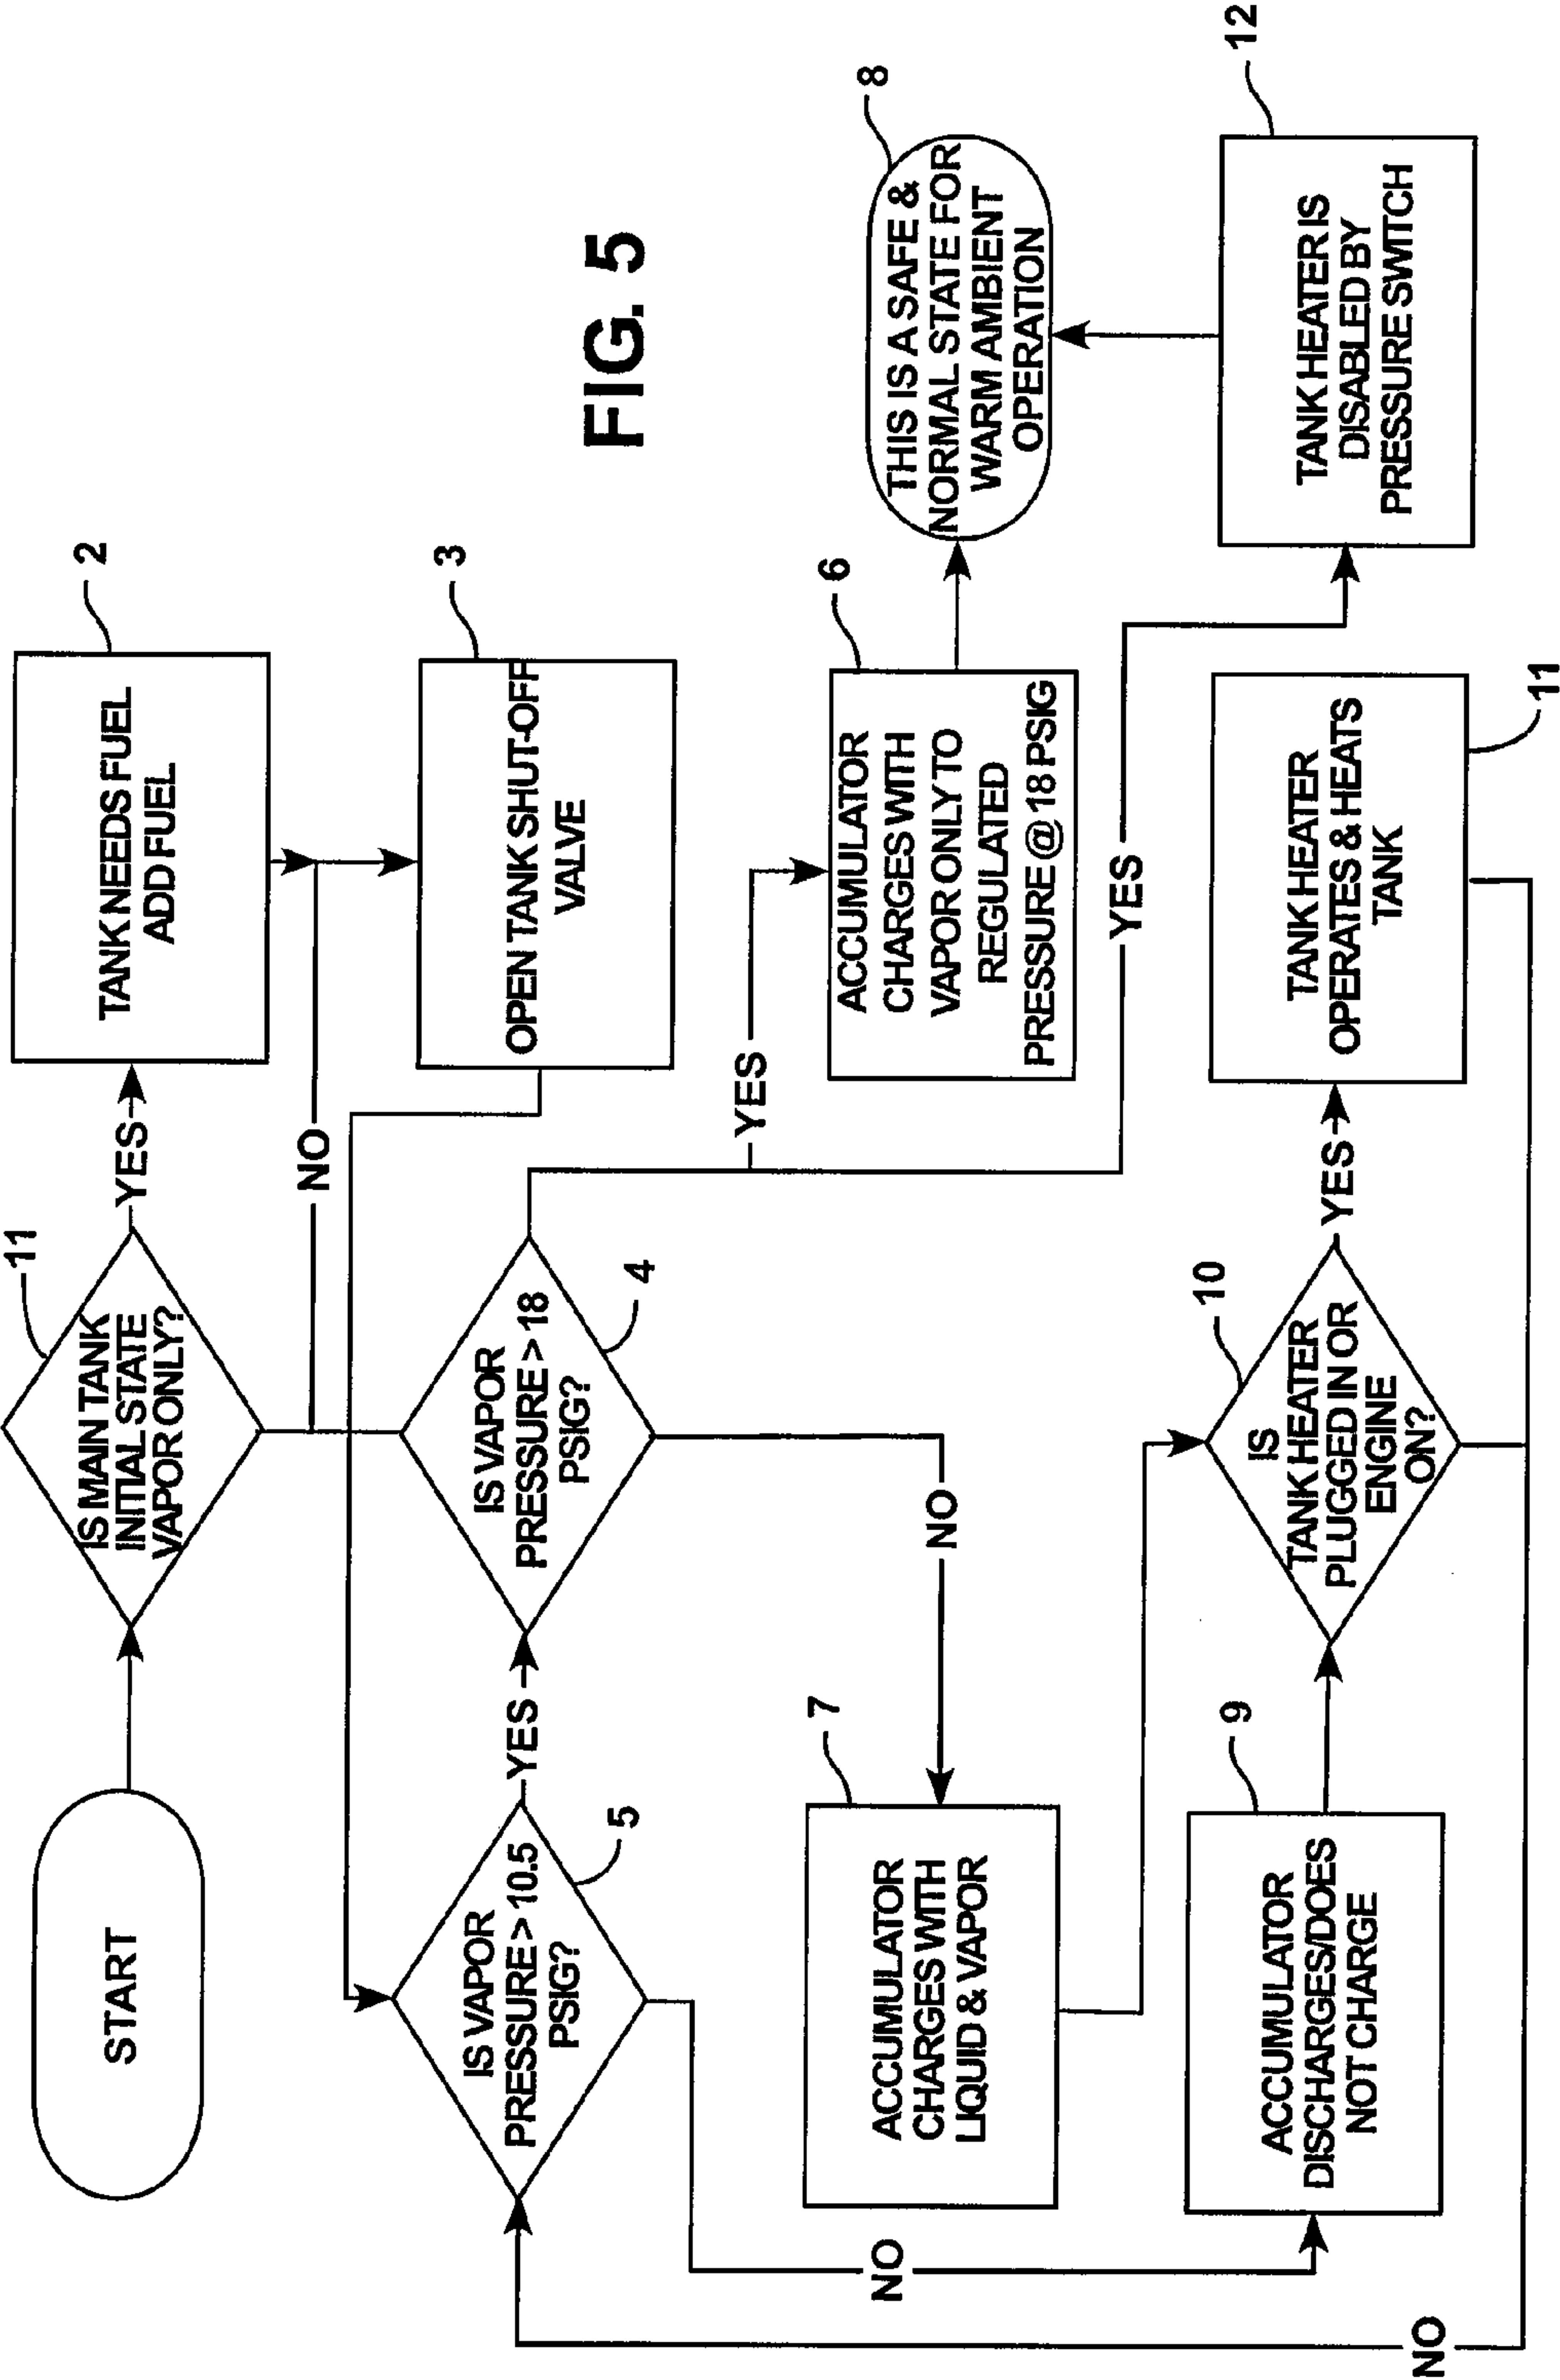 START
IS MAIN TANK
INITIAL STATE
VAPOR ONLY?
11
YES
TANK NEEDS FUEL
ADD FUEL
2
NO
OPEN TANK SHUT-OFF
VALVE
3
IS VAPOR
PRESSURE > 10.5
PSIG?
5
YES
IS VAPOR
PRESSURE > 18
PSIG?
4
YES
FIG. 5
ACCUMULATOR
CHARGES WITH
VAPOR ONLY TO
REGULATED
PRESSURE @ 18 PSIG
6
THIS IS A SAFE &
NORMAL STATE FOR
WARM AMBIENT
OPERATION
8
NO
ACCUMULATOR
CHARGES WITH
LIQUID & VAPOR
7
NO
YES
ACCUMULATOR
DISCHARGES/DOES
NOT CHARGE
9
IS
TANK HEATER
PLUGGED IN OR
ENGINE
ON?
10
YES
TANK HEATER
OPERATES & HEATS
TANK
11
TANK HEATER IS
DISABLED BY
PRESSURE SWITCH
12
NO